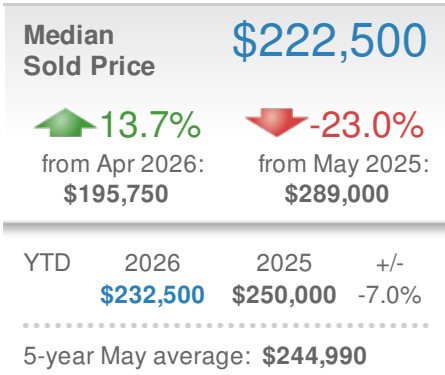 Median $222,500
Sold Price
13.7% -23.0%
from Apr 2026: from May 2025:
$195,750 $289,000
YTD 2026 2025 +/-
$232,500 $250,000 -7.0%
5-year May average: $244,990